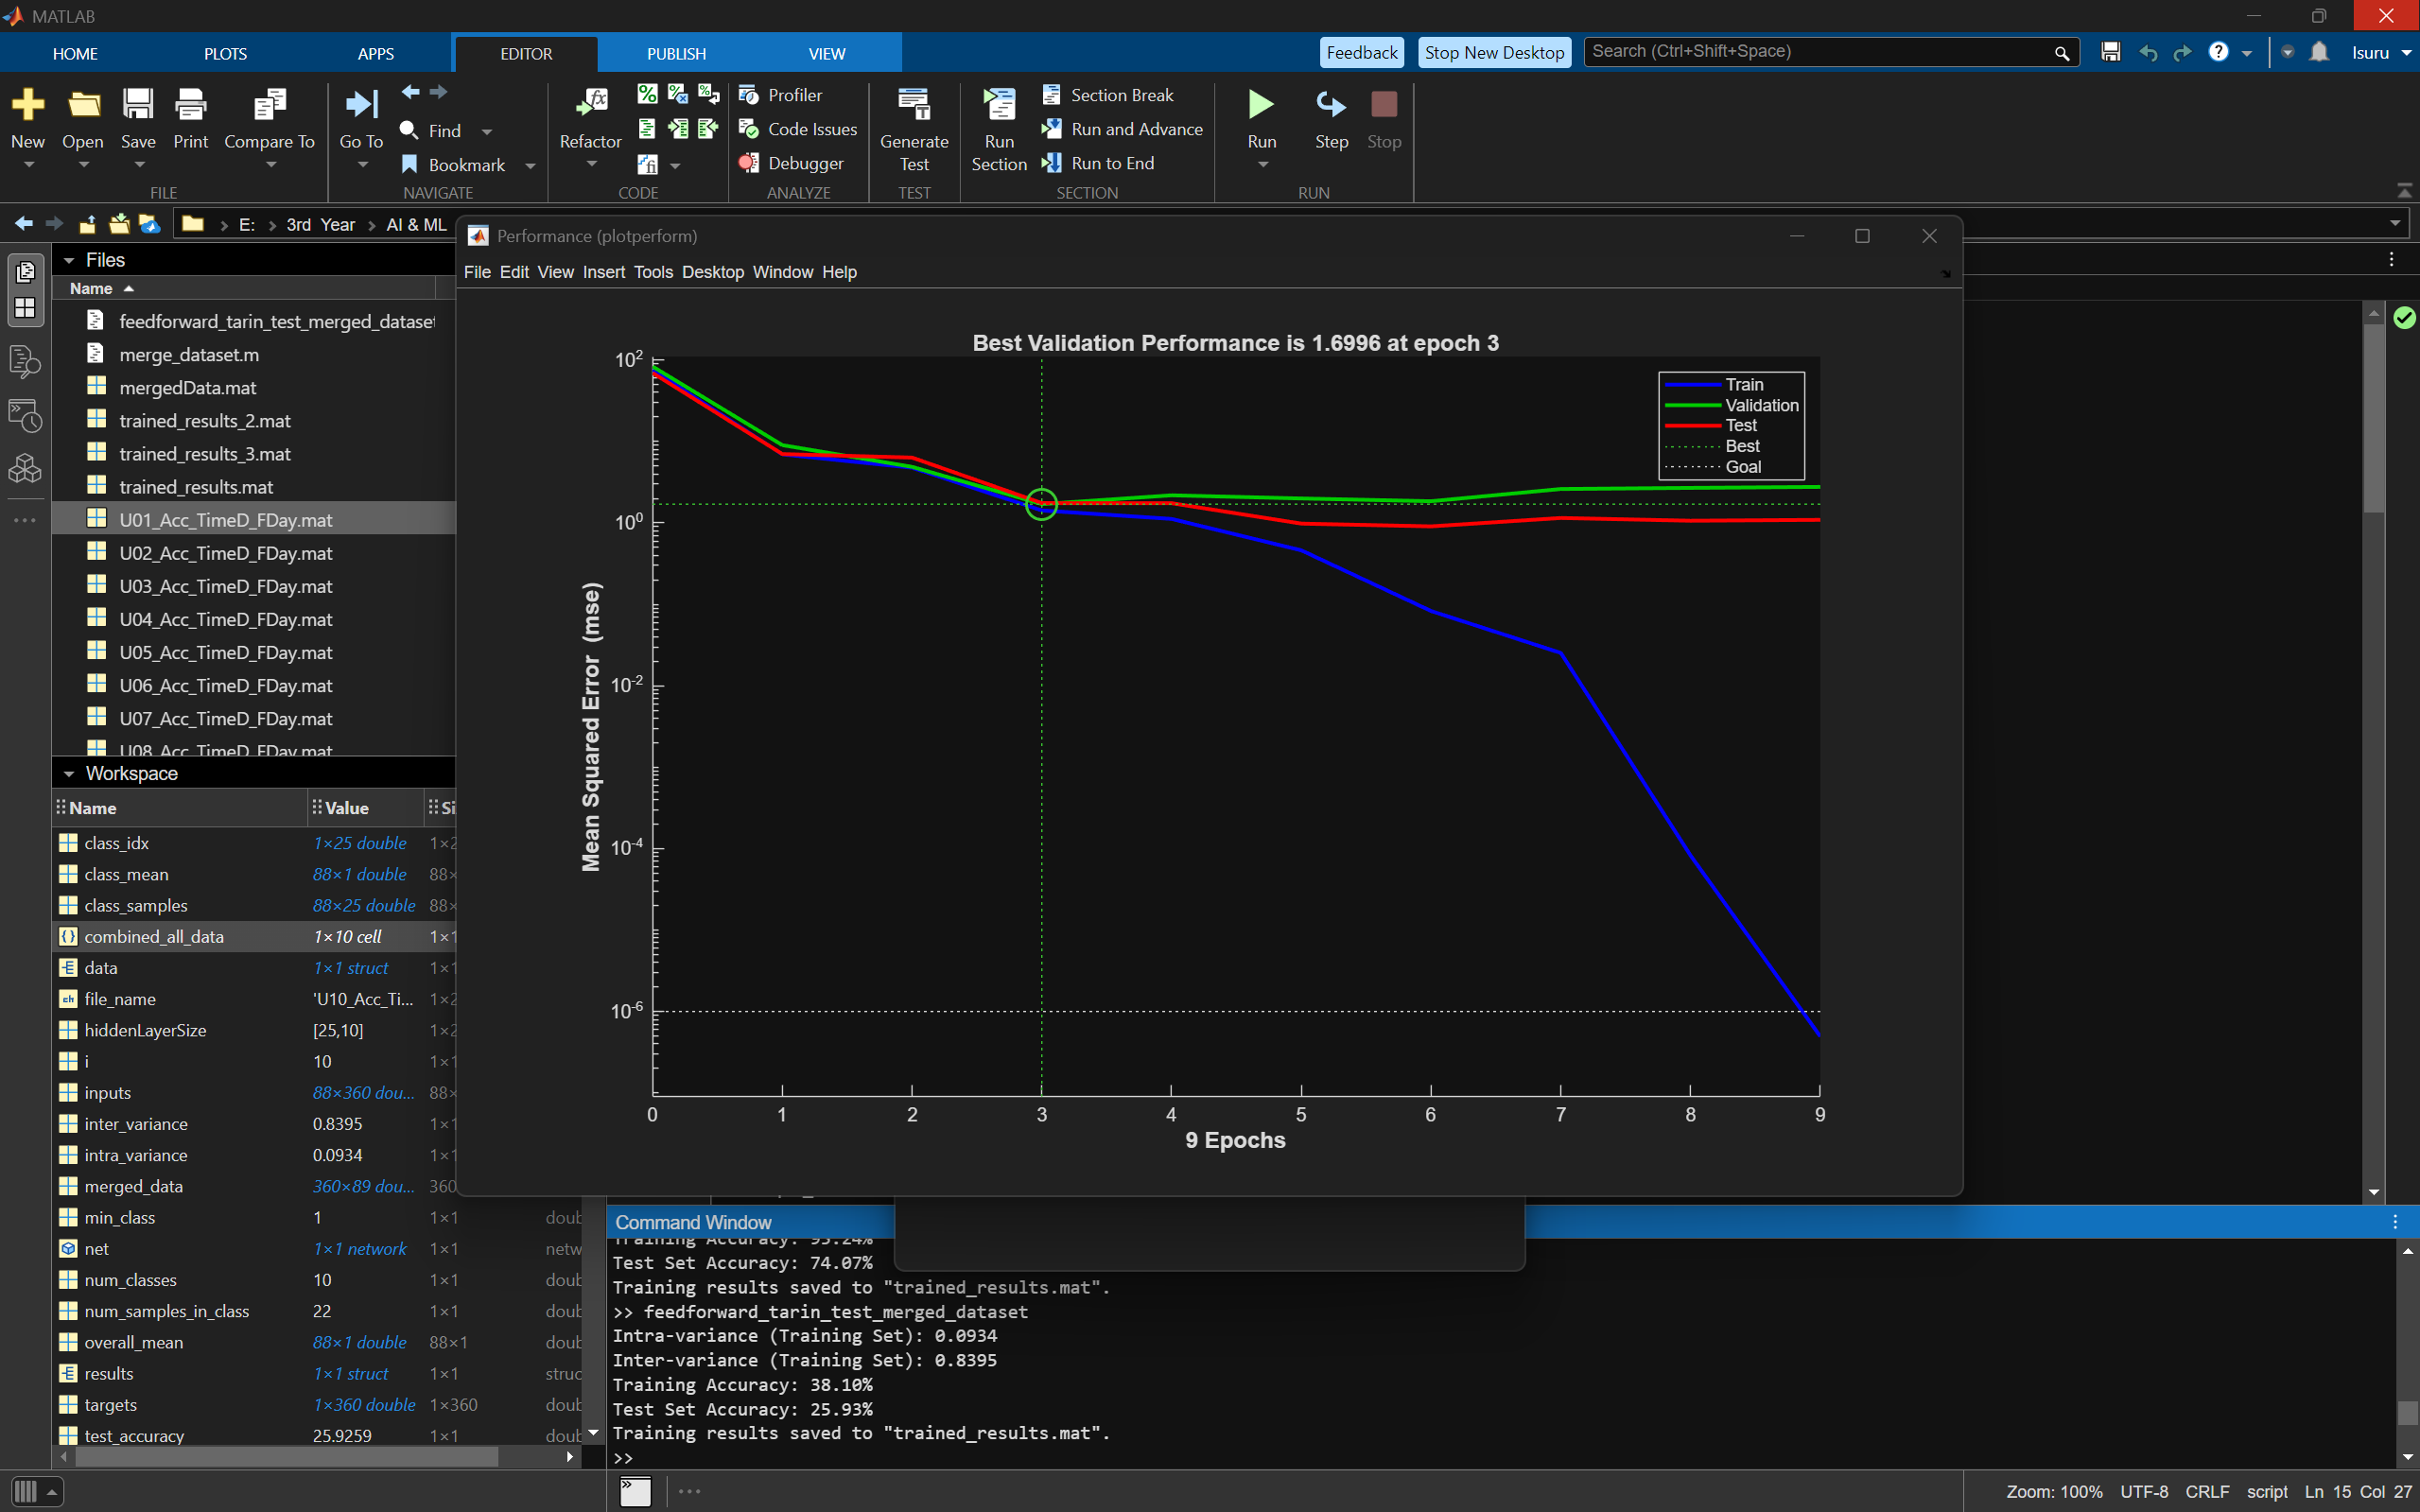 MATLAB
HOME PLOTS APPS EDITOR PUBLISH VIEW Feedback Stop New Desktop Search (Ctrl+Shift+Space) Isuru
New Open Save Print Compare To Go To Find Bookmark Refactor Profiler Code Issues Debugger Generate Test Run Section Section Break Run and Advance Run to End Run Step Stop
FILE NAVIGATE CODE ANALYZE TEST SECTION RUN
E: 3rd Year AI & ML
Files
Name
feedforward_tarin_test_merged_dataset
merge_dataset.m
mergedData.mat
trained_results_2.mat
trained_results_3.mat
trained_results.mat
U01_Acc_TimeD_FDay.mat
U02_Acc_TimeD_FDay.mat
U03_Acc_TimeD_FDay.mat
U04_Acc_TimeD_FDay.mat
U05_Acc_TimeD_FDay.mat
U06_Acc_TimeD_FDay.mat
U07_Acc_TimeD_FDay.mat
U08_Acc_TimeD_FDay.mat
Workspace
Name Value Si
class_idx 1×25 double 1×2
class_mean 88×1 double 88×
class_samples 88×25 double 88×
combined_all_data 1×10 cell 1×1
data 1×1 struct 1×1
file_name 'U10_Acc_Ti... 1×2
hiddenLayerSize [25,10] 1×2
i 10 1×1
inputs 88×360 dou... 88×
inter_variance 0.8395 1×1
intra_variance 0.0934 1×1
merged_data 360×89 dou... 360
min_class 1 1×1 doub
net 1×1 network 1×1 netw
num_classes 10 1×1 doub
num_samples_in_class 22 1×1 doub
overall_mean 88×1 double 88×1 doub
results 1×1 struct 1×1 struc
targets 1×360 double 1×360 doub
test_accuracy 25.9259 1×1 doub
Performance (plotperform)
File Edit View Insert Tools Desktop Window Help
Best Validation Performance is 1.6996 at epoch 3
Train
Validation
Test
Best
Goal
Mean Squared Error (mse)
10²
10⁰
10⁻²
10⁻⁴
10⁻⁶
0 1 2 3 4 5 6 7 8 9
9 Epochs
Command Window
Training Accuracy: 95.24%
Test Set Accuracy: 74.07%
Training results saved to "trained_results.mat".
>> feedforward_tarin_test_merged_dataset
Intra-variance (Training Set): 0.0934
Inter-variance (Training Set): 0.8395
Training Accuracy: 38.10%
Test Set Accuracy: 25.93%
Training results saved to "trained_results.mat".
>>
Zoom: 100% UTF-8 CRLF script Ln 15 Col 27